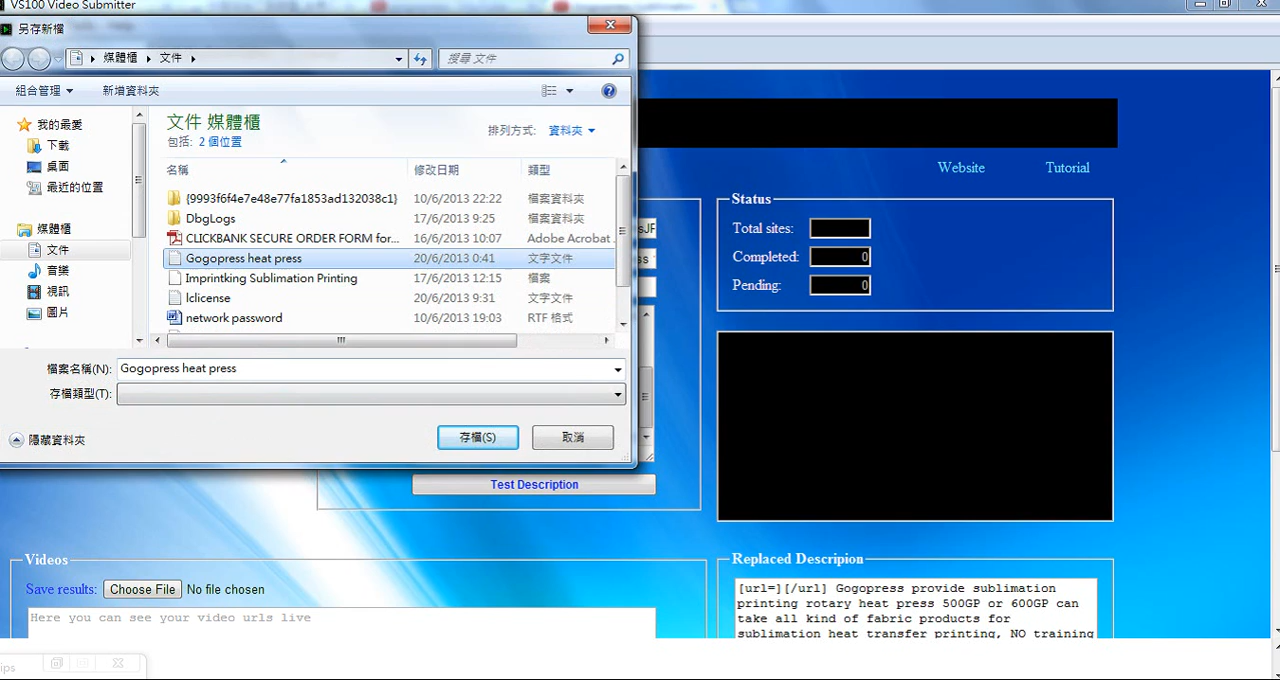 VS100 Video Submitter
另存新檔
媒體櫃 文件
搜尋 文件
組合管理 新增資料夾
我的最愛
下載
桌面
最近的位置
媒體櫃
文件
音樂
視訊
圖片
文件 媒體櫃
包括: 2 個位置
排列方式: 資料夾
名稱 修改日期 類型
{9993f6f4e7e48e77fa1853ad132038c1} 10/6/2013 22:22 檔案資料夾
DbgLogs 17/6/2013 9:25 檔案資料夾
CLICKBANK SECURE ORDER FORM for... 16/6/2013 10:07 Adobe Acrobat
Gogopress heat press 20/6/2013 0:41 文字文件
Imprintking Sublimation Printing 17/6/2013 12:15 檔案
lclicense 20/6/2013 9:31 文字文件
network password 10/6/2013 19:03 RTF 格式
檔案名稱(N): Gogopress heat press
存檔類型(T):
隱藏資料夾
存檔(S) 取消
Website Tutorial
Status
Total sites:
Completed: 0
Pending: 0
Test Description
Videos
Save results: Choose File No file chosen
Here you can see your video urls live
Replaced Descripion
[url=][/url] Gogopress provide sublimation
printing rotary heat press 500GP or 600GP can
take all kind of fabric products for
sublimation heat transfer printing, NO training
ips